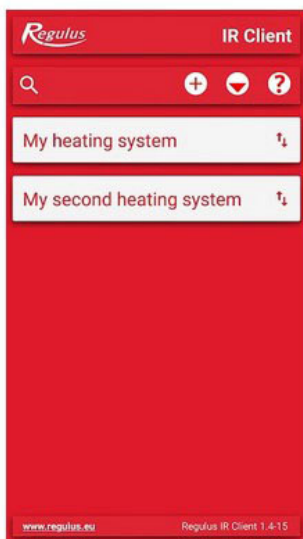 Regulus IR Client
My heating system
My second heating system
www.regulus.eu Regulus IR Client 1.4-15